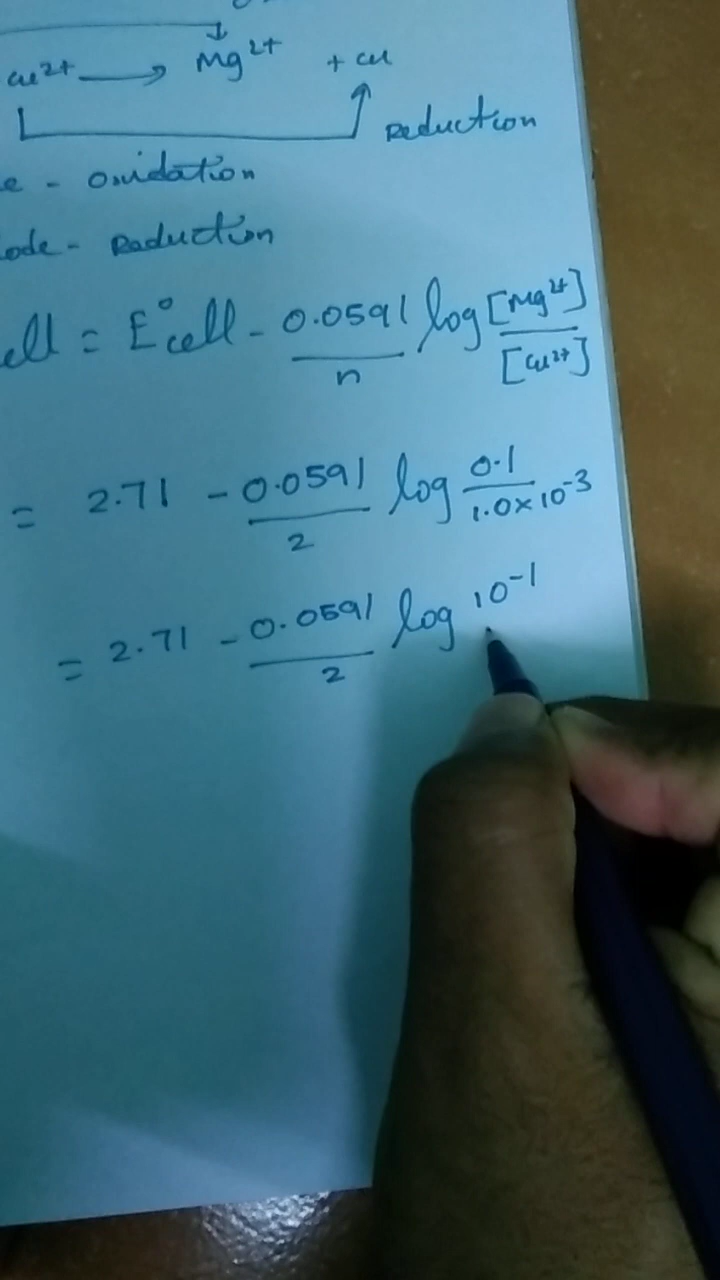 Cu²⁺ ⟶ Mg²⁺ + Cu
Reduction
e - Oxidation
ode - Reduction
ell = E°cell - 0.0591/n log [Mg²⁺]/[Cu²⁺]
= 2.71 - 0.0591/2 log 0.1/1.0×10⁻³
= 2.71 - 0.0591/2 log 10⁻¹